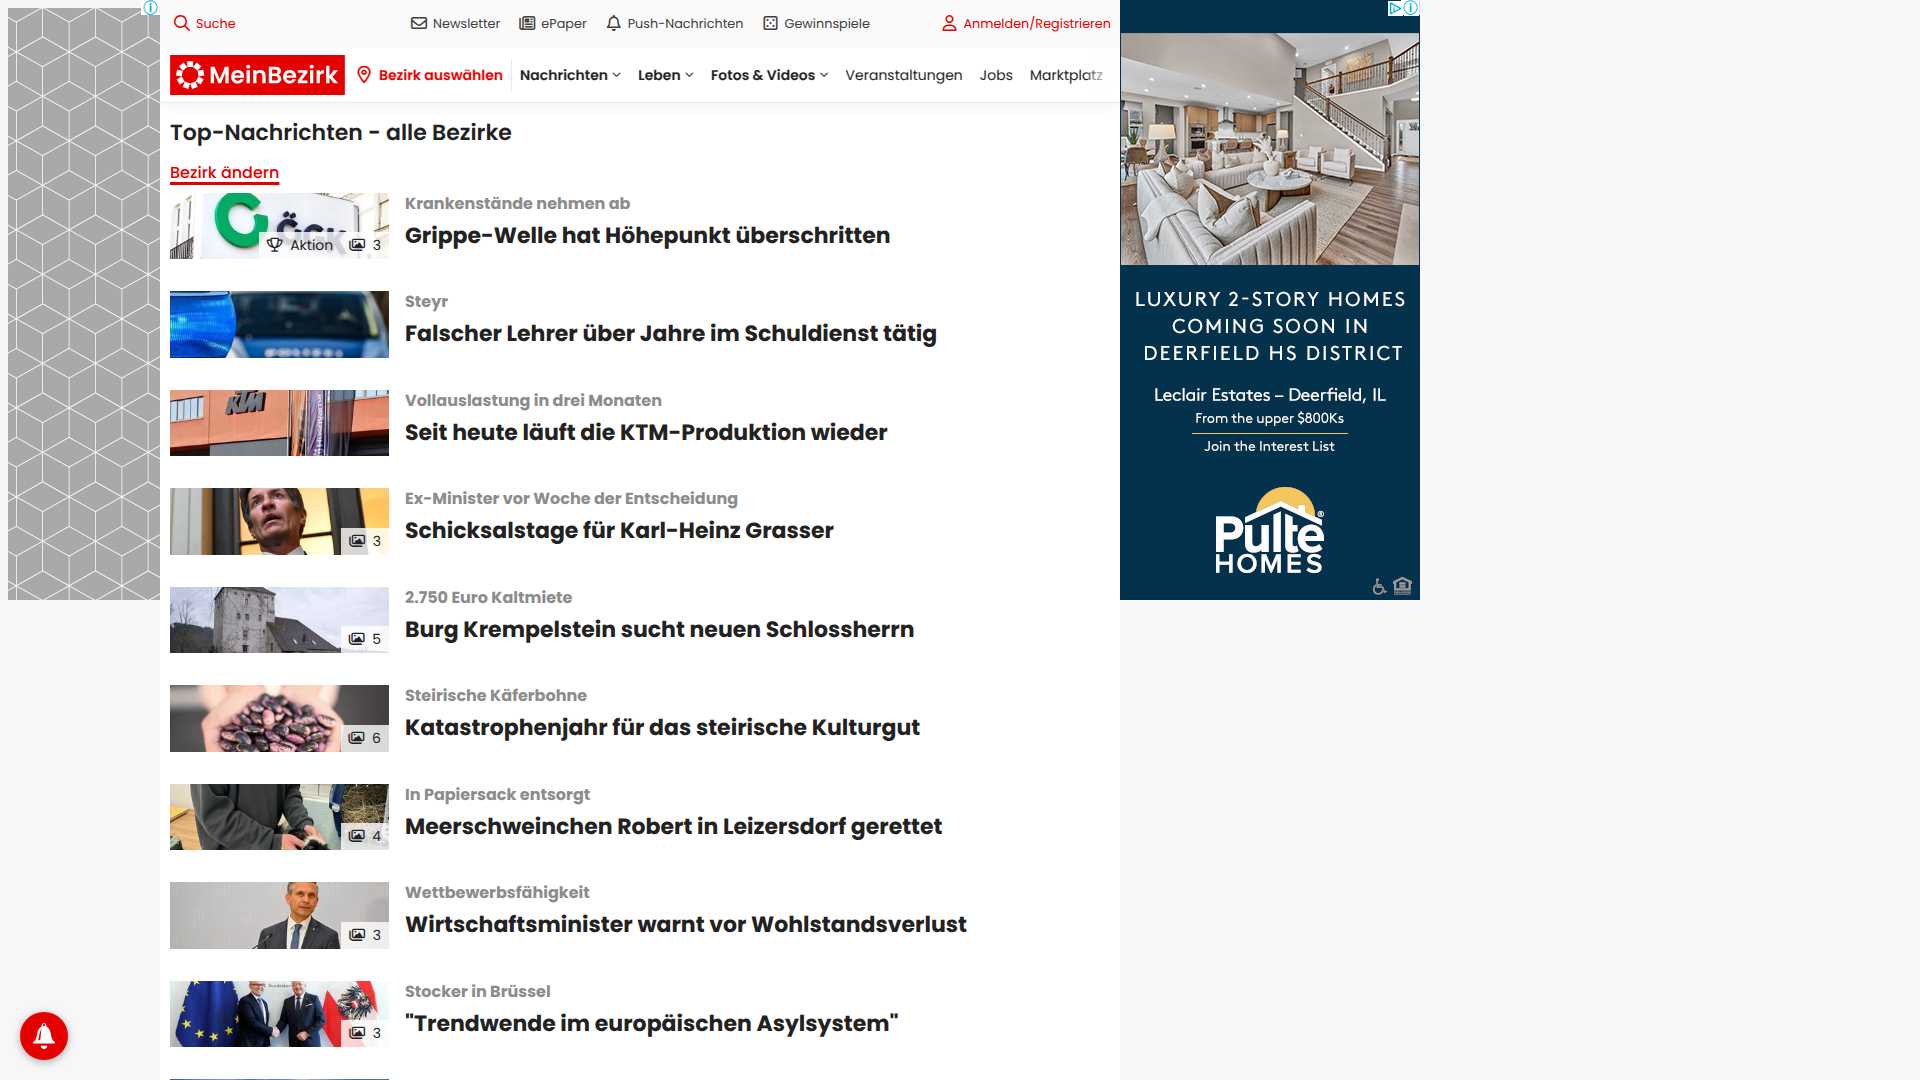 Suche
Newsletter
ePaper
Push-Nachrichten
Gewinnspiele
Anmelden/Registrieren
MeinBezirk
Bezirk auswählen
Nachrichten
Leben
Fotos & Videos
Veranstaltungen
Jobs
Marktplatz
Top-Nachrichten - alle Bezirke
Bezirk ändern
Aktion
3
Krankenstände nehmen ab
Grippe-Welle hat Höhepunkt überschritten
Steyr
Falscher Lehrer über Jahre im Schuldienst tätig
KTM
Vollauslastung in drei Monaten
Seit heute läuft die KTM-Produktion wieder
3
Ex-Minister vor Woche der Entscheidung
Schicksalstage für Karl-Heinz Grasser
5
2.750 Euro Kaltmiete
Burg Krempelstein sucht neuen Schlossherrn
6
Steirische Käferbohne
Katastrophenjahr für das steirische Kulturgut
4
In Papiersack entsorgt
Meerschweinchen Robert in Leizersdorf gerettet
3
Wettbewerbsfähigkeit
Wirtschaftsminister warnt vor Wohlstandsverlust
3
Stocker in Brüssel
"Trendwende im europäischen Asylsystem"
LUXURY 2-STORY HOMES
COMING SOON IN
DEERFIELD HS DISTRICT
Leclair Estates – Deerfield, IL
From the upper $800Ks
Join the Interest List
Pulte®
HOMES